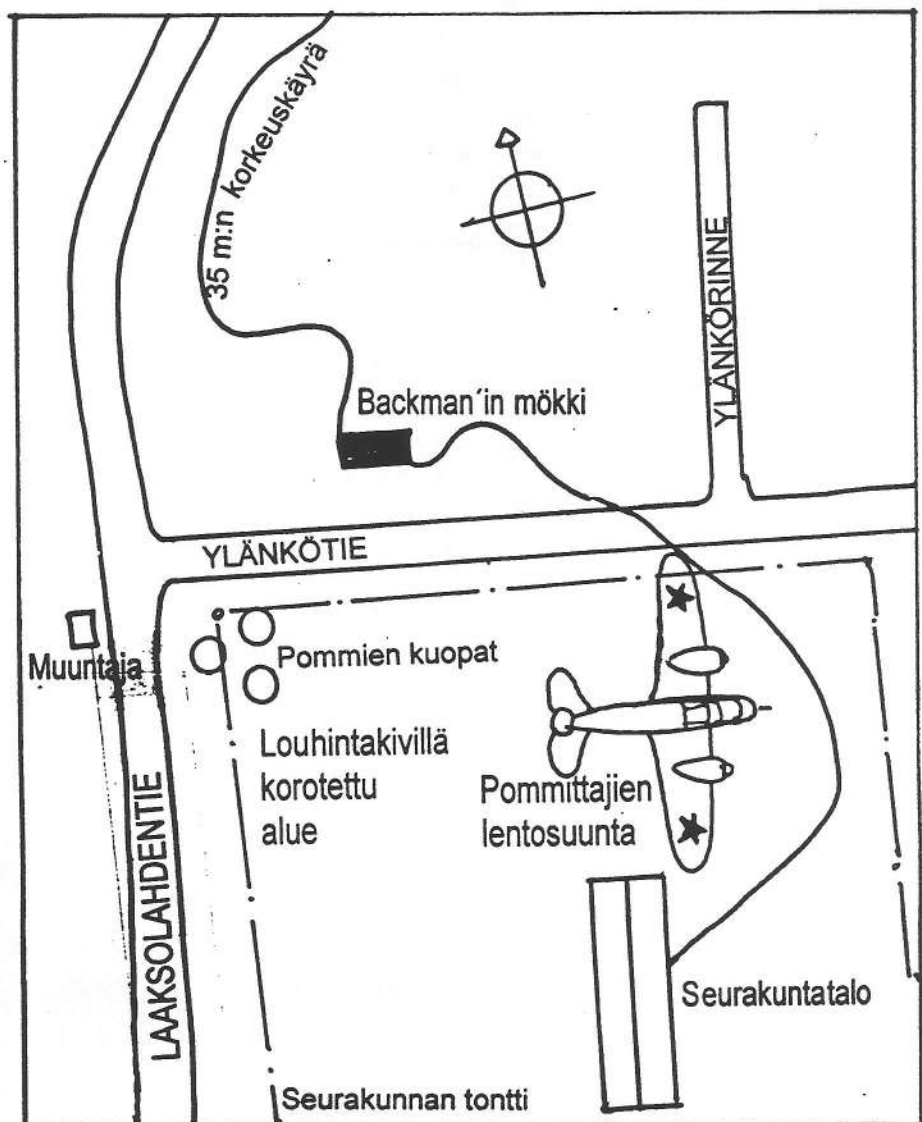 35 m:n korkeuskäyrä
YLÄNKÖRINNE
Backman´in mökki
YLÄNKÖTIE
Muuntaja
Pommien kuopat
Louhintakivillä
korotettu
alue
Pommittajien
lentosuunta
LAAKSOLAHDENTIE
Seurakuntatalo
Seurakunnan tontti